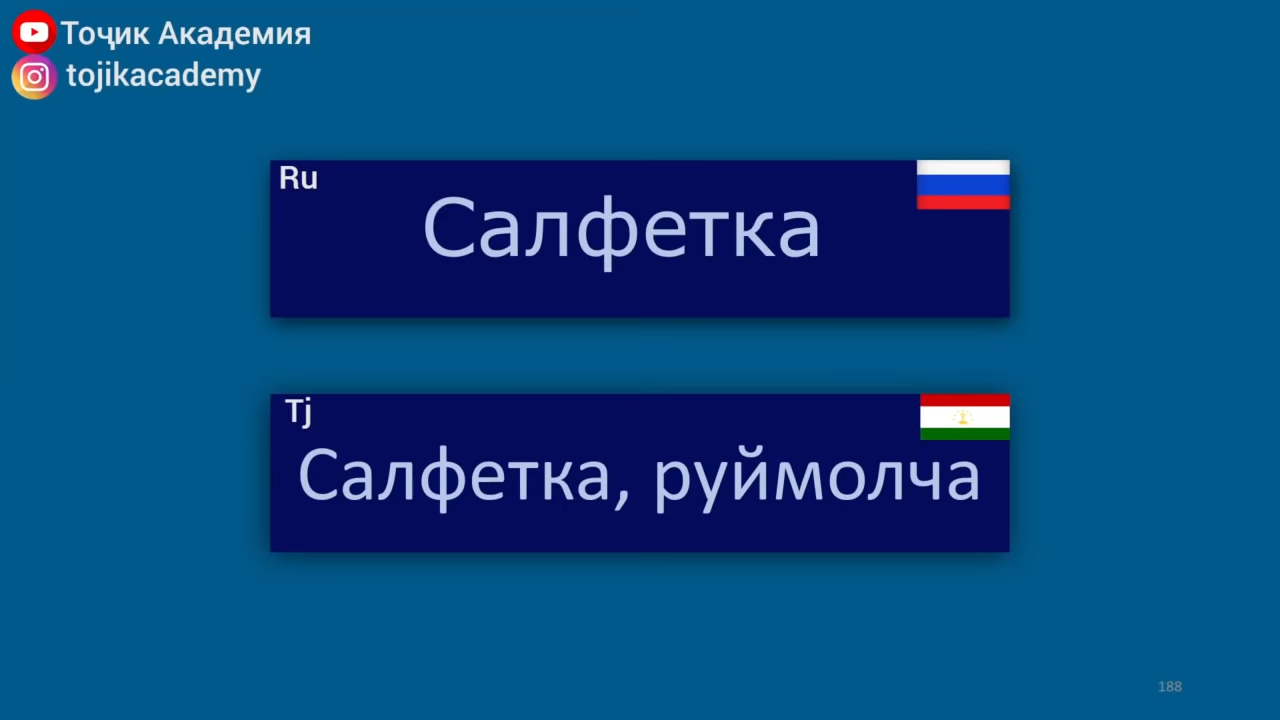 Тоҷик Академия
tojikacademy
Ru
Салфетка
Tj
Салфетка, руймолча
188